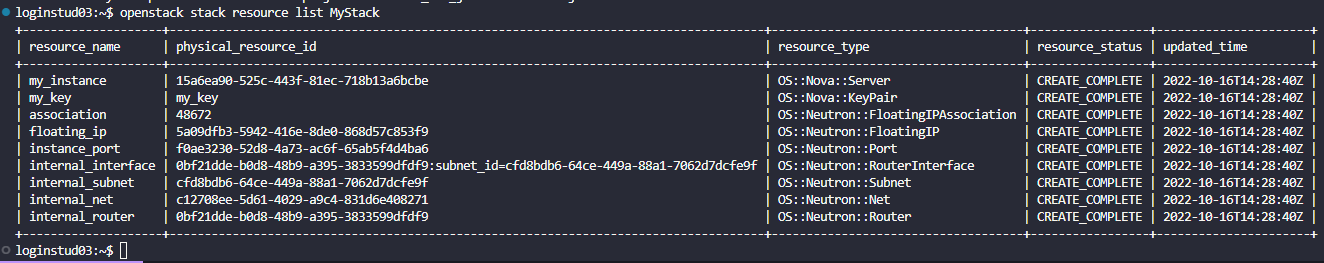 loginstud03:~$ openstack stack resource list MyStack
+--------------------+-------------------------------------------------------------------------------------+---------------------------------+-----------------+----------------------+
| resource_name | physical_resource_id | resource_type | resource_status | updated_time |
+--------------------+-------------------------------------------------------------------------------------+---------------------------------+-----------------+----------------------+
| my_instance | 15a6ea90-525c-443f-81ec-718b13a6bcbe | OS::Nova::Server | CREATE_COMPLETE | 2022-10-16T14:28:40Z |
| my_key | my_key | OS::Nova::KeyPair | CREATE_COMPLETE | 2022-10-16T14:28:40Z |
| association | 48672 | OS::Neutron::FloatingIPAssociation | CREATE_COMPLETE | 2022-10-16T14:28:40Z |
| floating_ip | 5a09dfb3-5942-416e-8de0-868d57c853f9 | OS::Neutron::FloatingIP | CREATE_COMPLETE | 2022-10-16T14:28:40Z |
| instance_port | f0ae3230-52d8-4a73-ac6f-65ab5f4d4ba6 | OS::Neutron::Port | CREATE_COMPLETE | 2022-10-16T14:28:40Z |
| internal_interface | 0bf21dde-b0d8-48b9-a395-3833599dfdf9:subnet_id=cfd8bdb6-64ce-449a-88a1-7062d7dcfe9f | OS::Neutron::RouterInterface | CREATE_COMPLETE | 2022-10-16T14:28:40Z |
| internal_subnet | cfd8bdb6-64ce-449a-88a1-7062d7dcfe9f | OS::Neutron::Subnet | CREATE_COMPLETE | 2022-10-16T14:28:40Z |
| internal_net | c12708ee-5d61-4029-a9c4-831d6e408271 | OS::Neutron::Net | CREATE_COMPLETE | 2022-10-16T14:28:40Z |
| internal_router | 0bf21dde-b0d8-48b9-a395-3833599dfdf9 | OS::Neutron::Router | CREATE_COMPLETE | 2022-10-16T14:28:40Z |
+--------------------+-------------------------------------------------------------------------------------+---------------------------------+-----------------+----------------------+
loginstud03:~$